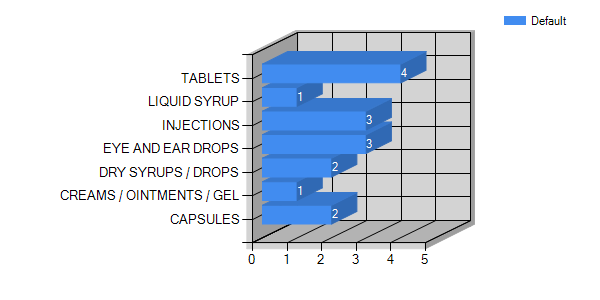 Default
TABLETS 4
LIQUID SYRUP 1
INJECTIONS 3
EYE AND EAR DROPS 3
DRY SYRUPS / DROPS 2
CREAMS / OINTMENTS / GEL 1
CAPSULES 2
0 1 2 3 4 5